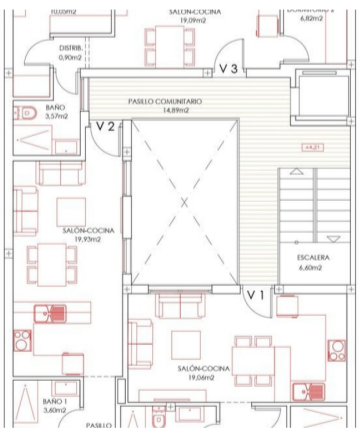 10,05m2
SALÓN-COCINA
19,09m2
DORMITORIO 2
6,82m2
DISTRIB.
0,90m2
V 3
BAÑO
3,57m2
PASILLO COMUNITARIO
14,89m2
V 2
SALÓN-COCINA
19,93m2
ESCALERA
6,60m2
V 1
SALÓN-COCINA
19,06m2
BAÑO 1
3,60m2
PASILLO